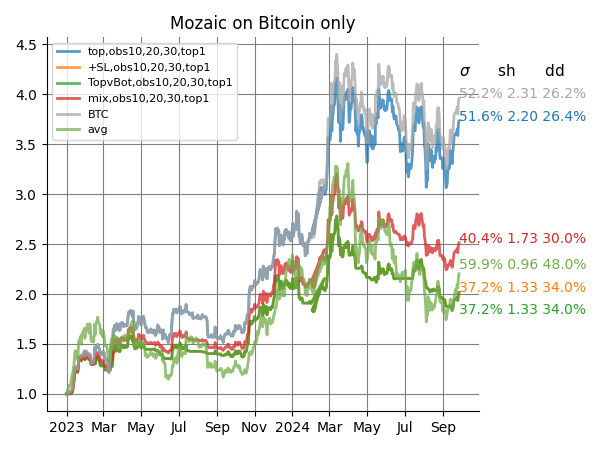 Mozaic on Bitcoin only
4.5
4.0
3.5
3.0
2.5
2.0
1.5
1.0
top,obs10,20,30,top1
+SL,obs10,20,30,top1
TopvBot,obs10,20,30,top1
mix,obs10,20,30,top1
BTC
avg
σ sh dd
52.2% 2.31 26.2%
51.6% 2.20 26.4%
40.4% 1.73 30.0%
59.9% 0.96 48.0%
37.2% 1.33 34.0%
37.2% 1.33 34.0%
2023 Mar May Jul Sep Nov 2024 Mar May Jul Sep